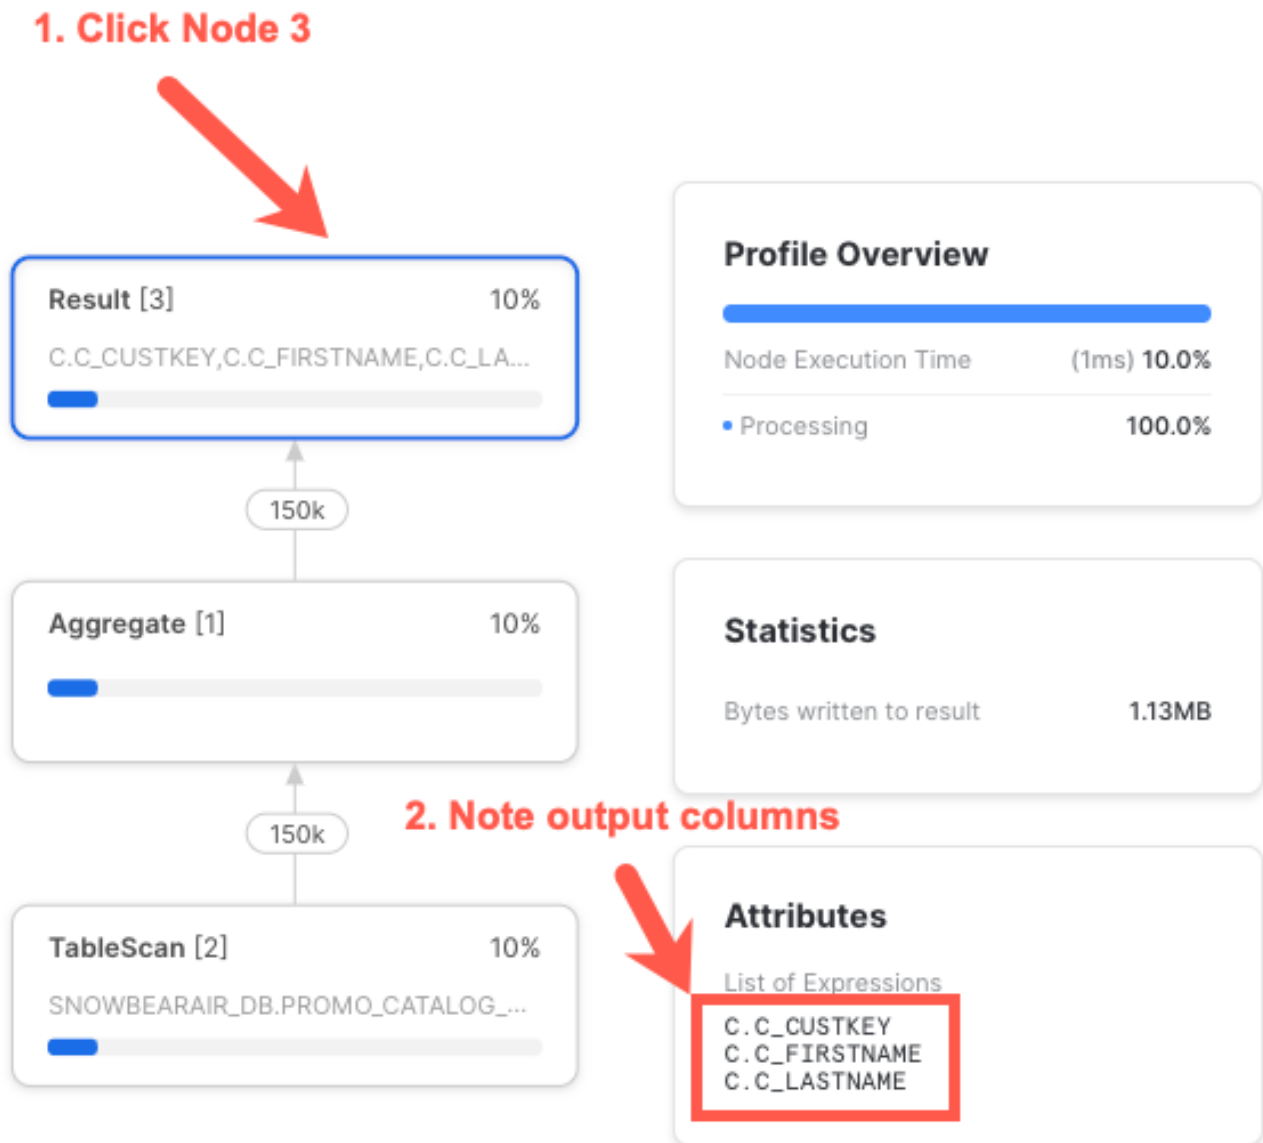 1. Click Node 3
Result [3] 10%
C.C_CUSTKEY,C.C_FIRSTNAME,C.C_LA...
150k
Aggregate [1] 10%
150k
TableScan [2] 10%
SNOWBEARAIR_DB.PROMO_CATALOG_...
Profile Overview
Node Execution Time (1ms) 10.0%
Processing 100.0%
Statistics
Bytes written to result 1.13MB
2. Note output columns
Attributes
List of Expressions
C.C_CUSTKEY
C.C_FIRSTNAME
C.C_LASTNAME